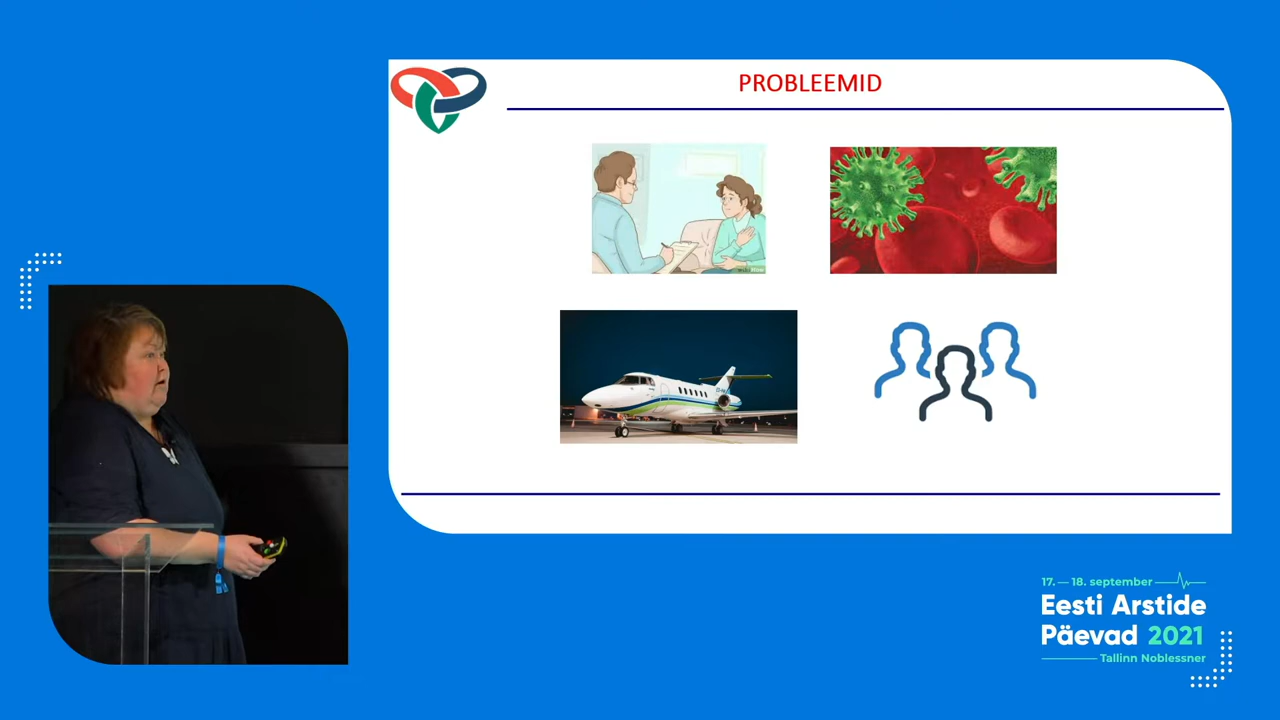 PROBLEEMID
17. — 18. september
Eesti Arstide
Päevad 2021
Tallinn Noblessner